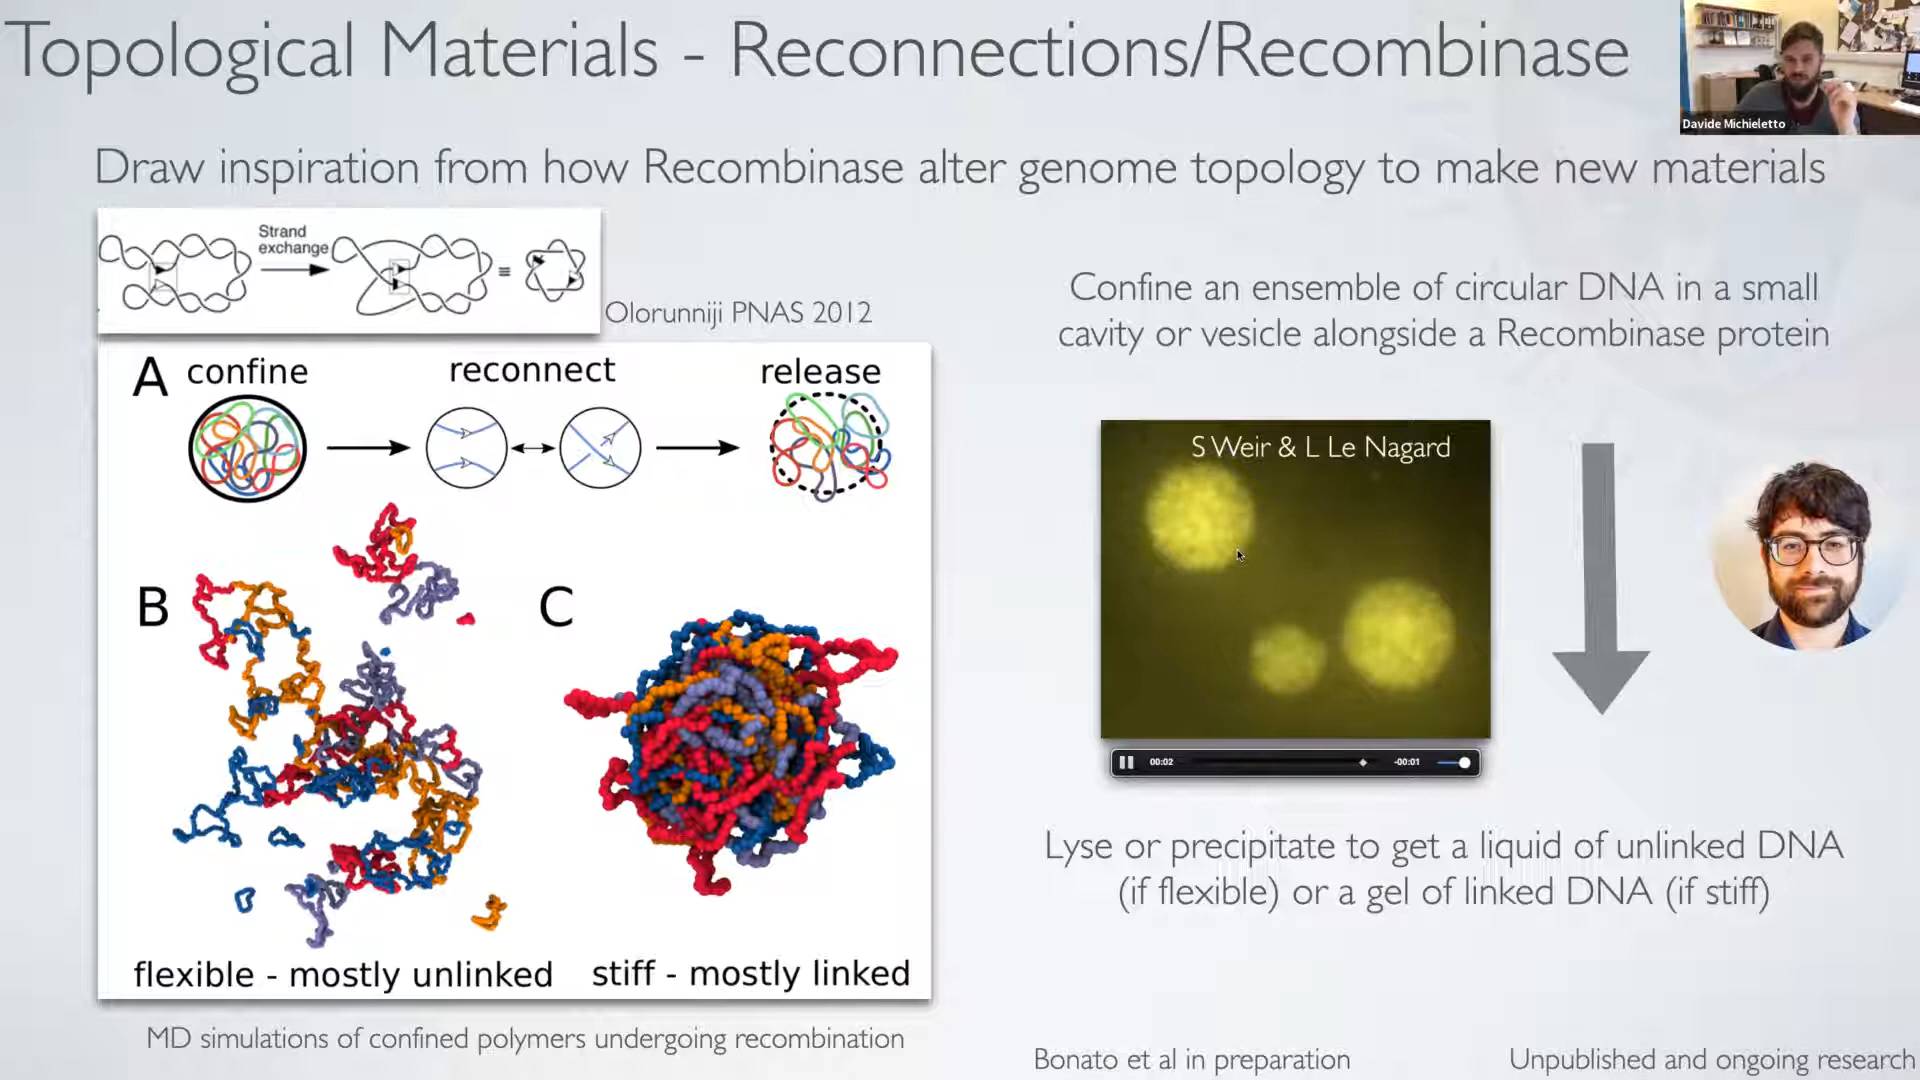 Topological Materials - Reconnections/Recombinase
Davide Michieletto
Draw inspiration from how Recombinase alter genome topology to make new materials
Strand
exchange
≡
Olorunniji PNAS 2012
A confine reconnect release
B
C
flexible - mostly unlinked
stiff - mostly linked
MD simulations of confined polymers undergoing recombination
Confine an ensemble of circular DNA in a small
cavity or vesicle alongside a Recombinase protein
S Weir & L Le Nagard
00:02
-00:01
Lyse or precipitate to get a liquid of unlinked DNA
(if flexible) or a gel of linked DNA (if stiff)
Bonato et al in preparation
Unpublished and ongoing research